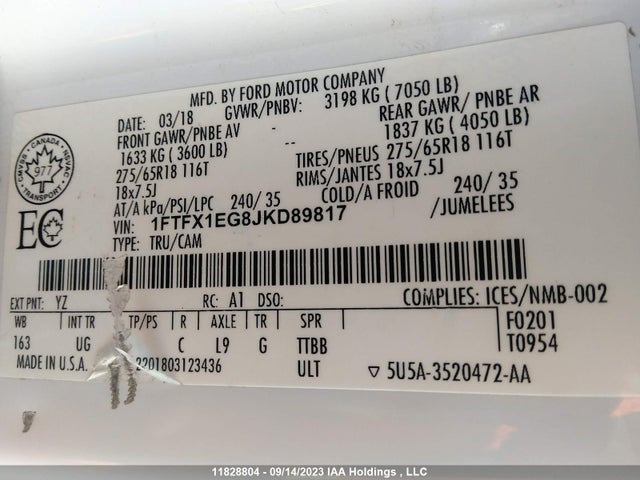 MFD. BY FORD MOTOR COMPANY
DATE: 03/18 GVWR/PNBV: 3198 KG ( 7050 LB)
FRONT GAWR/PNBE AV - REAR GAWR/ PNBE AR
1633 KG ( 3600 LB) -- 1837 KG ( 4050 LB)
275/65R18 116T TIRES/PNEUS 275/65R18 116T
18x7.5J RIMS/JANTES 18x7.5J
AT/A kPa/PSI/LPC 240/ 35 COLD/A FROID 240/ 35
VIN: 1FTFX1EG8JKD89817 /JUMELEES
TYPE: TRU/CAM
CANADA
977
EC
EXT PNT: YZ RC: A1 DSO: COMPLIES: ICES/NMB-002
WB INT TR TP/PS R AXLE TR SPR F0201
163 UG C L9 G TTBB T0954
MADE IN U.S.A. 2201803123436 ULT ▽ 5U5A-3520472-AA
11828804 - 09/14/2023 IAA Holdings , LLC